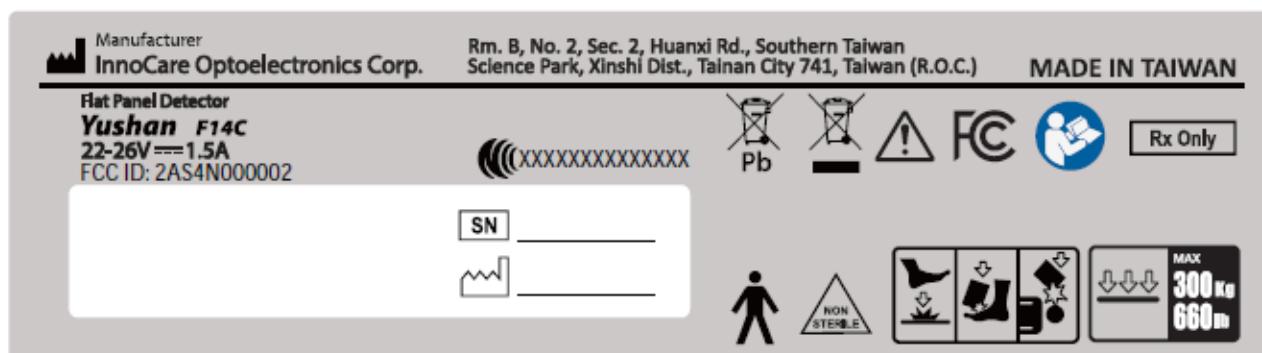 Manufacturer
InnoCare Optoelectronics Corp.
Rm. B, No. 2, Sec. 2, Huanxi Rd., Southern Taiwan
Science Park, Xinshi Dist., Tainan City 741, Taiwan (R.O.C.)
MADE IN TAIWAN
Flat Panel Detector
Yushan F14C
22-26V⎓1.5A
FCC ID: 2AS4N000002
XXXXXXXXXXXXXX
Pb
FC
Rx Only
SN
NON
STERILE
MAX
300Kg
660lb